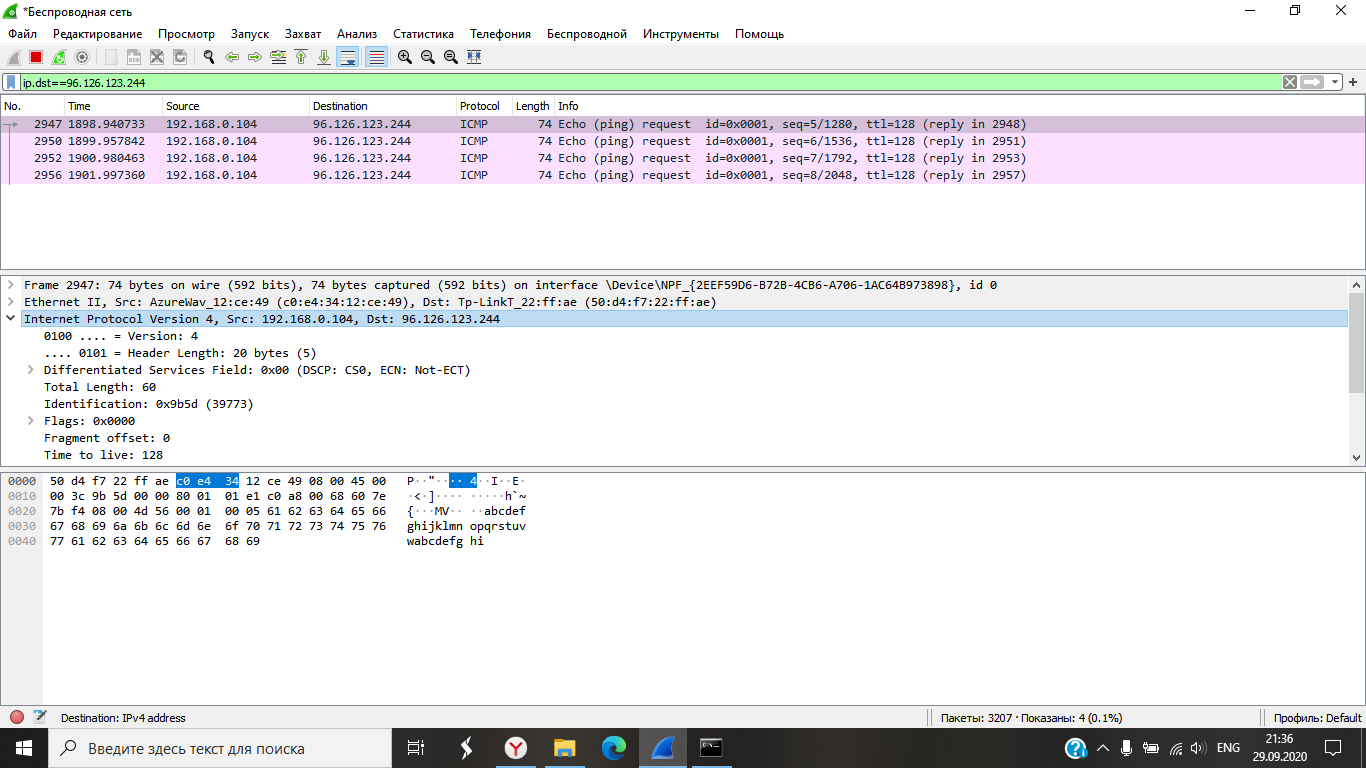 *Беспроводная сеть
Файл Редактирование Просмотр Запуск Захват Анализ Статистика Телефония Беспроводной Инструменты Помощь
ip.dst==96.126.123.244
No. Time Source Destination Protocol Length Info
2947 1898.940733 192.168.0.104 96.126.123.244 ICMP 74 Echo (ping) request id=0x0001, seq=5/1280, ttl=128 (reply in 2948)
2950 1899.957842 192.168.0.104 96.126.123.244 ICMP 74 Echo (ping) request id=0x0001, seq=6/1536, ttl=128 (reply in 2951)
2952 1900.980463 192.168.0.104 96.126.123.244 ICMP 74 Echo (ping) request id=0x0001, seq=7/1792, ttl=128 (reply in 2953)
2956 1901.997360 192.168.0.104 96.126.123.244 ICMP 74 Echo (ping) request id=0x0001, seq=8/2048, ttl=128 (reply in 2957)
Frame 2947: 74 bytes on wire (592 bits), 74 bytes captured (592 bits) on interface \Device\NPF_{2EEF59D6-B72B-4CB6-A706-1AC64B973898}, id 0
Ethernet II, Src: AzureWav_12:ce:49 (c0:e4:34:12:ce:49), Dst: Tp-LinkT_22:ff:ae (50:d4:f7:22:ff:ae)
Internet Protocol Version 4, Src: 192.168.0.104, Dst: 96.126.123.244
0100 .... = Version: 4
.... 0101 = Header Length: 20 bytes (5)
Differentiated Services Field: 0x00 (DSCP: CS0, ECN: Not-ECT)
Total Length: 60
Identification: 0x9b5d (39773)
Flags: 0x0000
Fragment offset: 0
Time to live: 128
0000 50 d4 f7 22 ff ae c0 e4 34 12 ce 49 08 00 45 00 P··"···· 4··I··E·
0010 00 3c 9b 5d 00 00 80 01 01 e1 c0 a8 00 68 60 7e ·<·]···· ·····h`~
0020 7b f4 08 00 4d 56 00 01 00 05 61 62 63 64 65 66 {···MV·· ··abcdef
0030 67 68 69 6a 6b 6c 6d 6e 6f 70 71 72 73 74 75 76 ghijklmn opqrstuv
0040 77 61 62 63 64 65 66 67 68 69 wabcdefg hi
Destination: IPv4 address
Пакеты: 3207 · Показаны: 4 (0.1%)
Профиль: Default
Введите здесь текст для поиска
ENG
21:36
29.09.2020